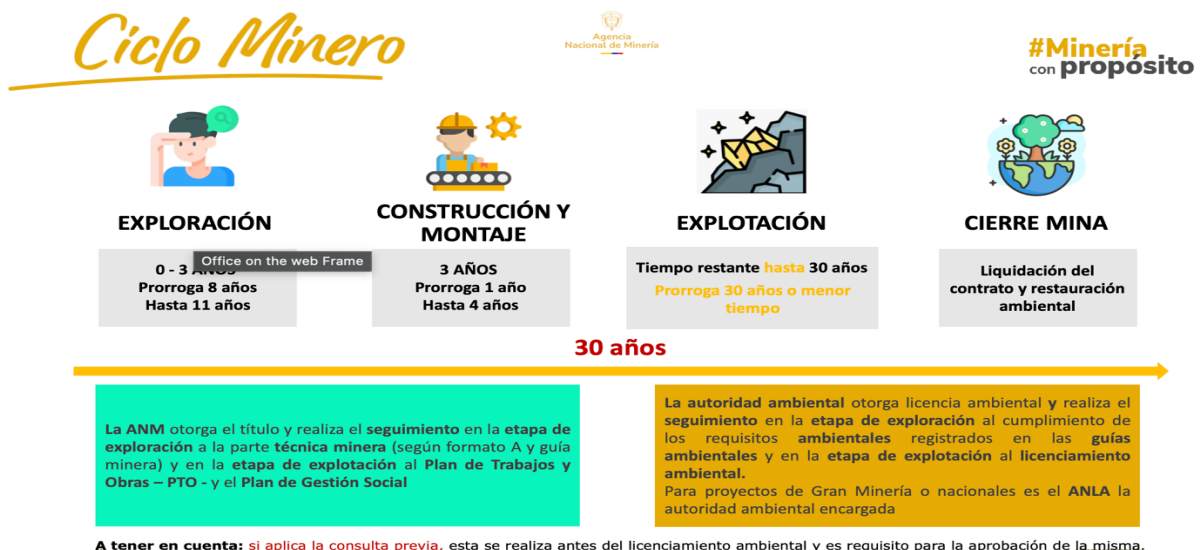 Ciclo Minero
Agencia
Nacional de Minería
#Minería
con propósito
EXPLORACIÓN
0 - 3
Office on the web Frame
Prorroga 8 años
Hasta 11 años
CONSTRUCCIÓN Y
MONTAJE
3 AÑOS
Prorroga 1 año
Hasta 4 años
EXPLOTACIÓN
Tiempo restante hasta 30 años
Prorroga 30 años o menor
tiempo
CIERRE MINA
Liquidación del
contrato y restauración
ambiental
30 años
La ANM otorga el título y realiza el seguimiento en la etapa de
exploración a la parte técnica minera (según formato A y guía
minera) y en la etapa de explotación al Plan de Trabajos y
Obras – PTO - y el Plan de Gestión Social
La autoridad ambiental otorga licencia ambiental y realiza el
seguimiento en la etapa de exploración al cumplimiento de
los requisitos ambientales registrados en las guías
ambientales y en la etapa de explotación al licenciamiento
ambiental.
Para proyectos de Gran Minería o nacionales es el ANLA la
autoridad ambiental encargada
A tener en cuenta: si aplica la consulta previa, esta se realiza antes del licenciamiento ambiental y es requisito para la aprobación de la misma.